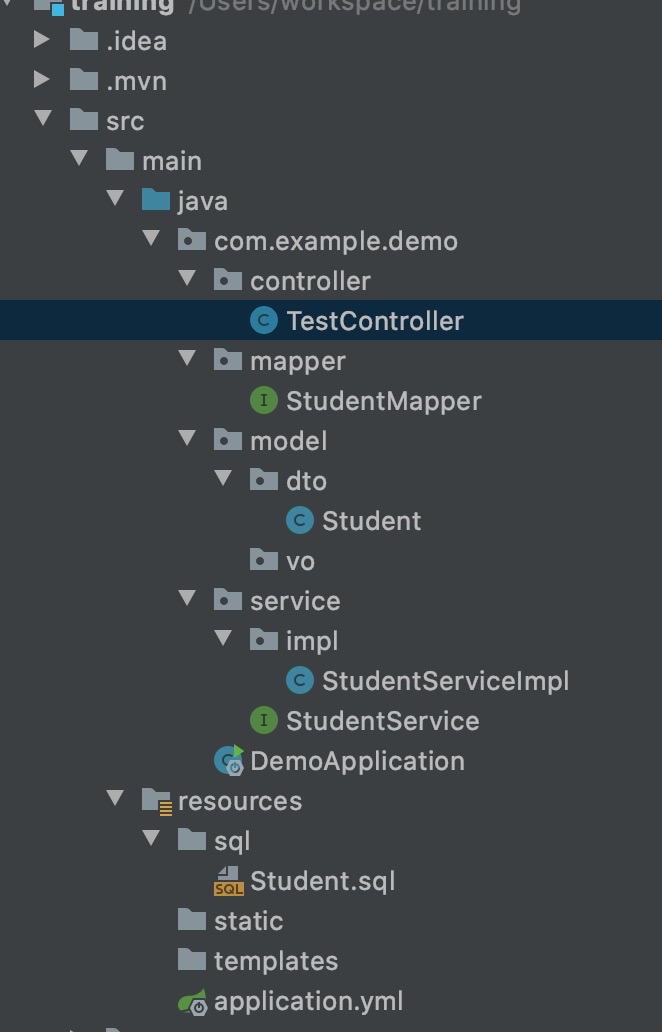 training /Users/workspace/training
.idea
.mvn
src
main
java
com.example.demo
controller
C TestController
mapper
I StudentMapper
model
dto
C Student
vo
service
impl
C StudentServiceImpl
I StudentService
DemoApplication
resources
sql
SQL Student.sql
static
templates
application.yml